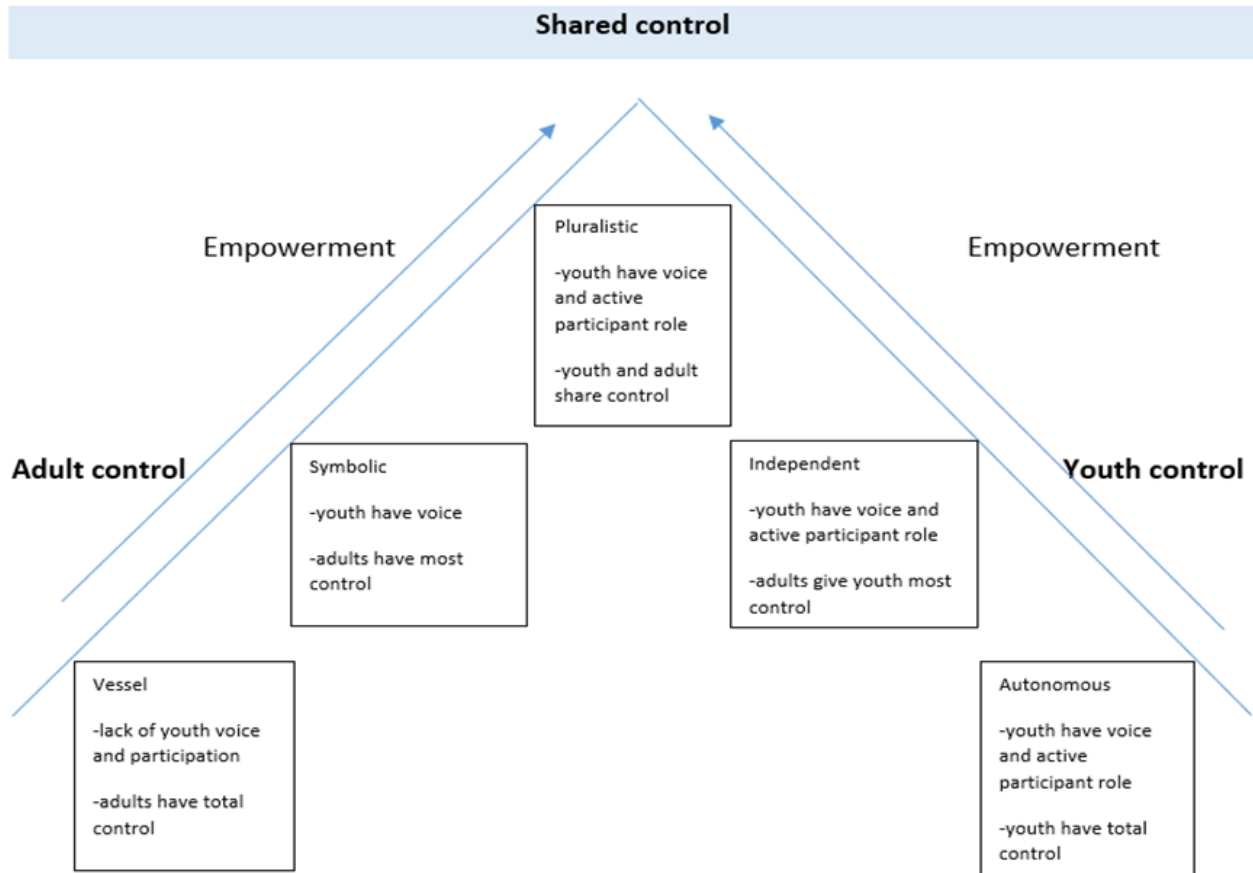 Shared control
Empowerment
Empowerment
Pluralistic
-youth have voice
and active
participant role
-youth and adult
share control
Adult control
Youth control
Symbolic
-youth have voice
-adults have most
control
Independent
-youth have voice and
active participant role
-adults give youth most
control
Vessel
-lack of youth voice
and participation
-adults have total
control
Autonomous
-youth have voice
and active
participant role
-youth have total
control